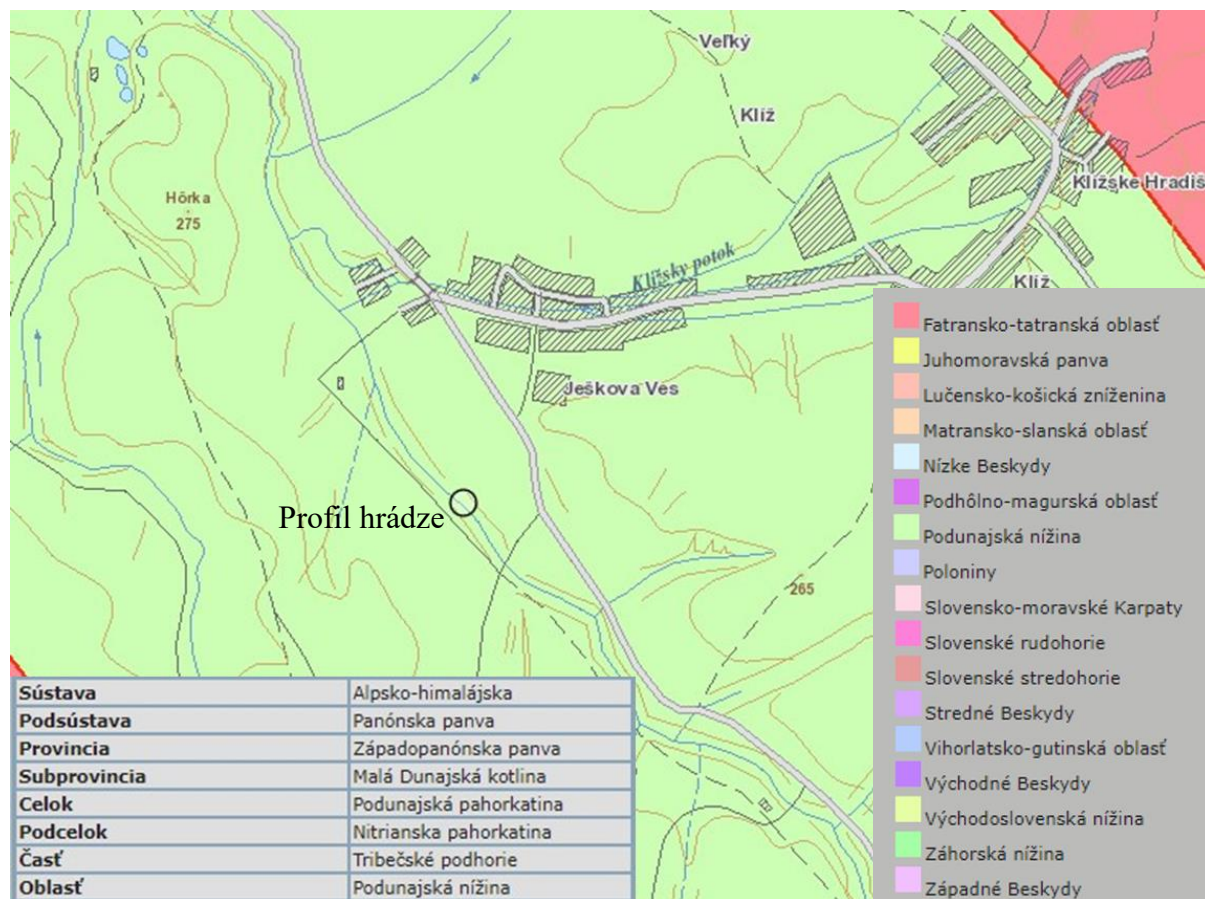 Veľký
Klíž
Hôrka
275
Klížske Hradiš
Klížsky potok
Klíž
Ješkova Ves
Profil hrádze
265
Fatransko-tatranská oblasť
Juhomoravská panva
Lučensko-košická zníženina
Matransko-slanská oblasť
Nízke Beskydy
Podhôlno-magurská oblasť
Podunajská nížina
Poloniny
Slovensko-moravské Karpaty
Slovenské rudohorie
Slovenské stredohorie
Stredné Beskydy
Vihorlatsko-gutinská oblasť
Východné Beskydy
Východoslovenská nížina
Záhorská nížina
Západné Beskydy
Sústava Alpsko-himalájska
Podsústava Panónska panva
Provincia Západopanónska panva
Subprovincia Malá Dunajská kotlina
Celok Podunajská pahorkatina
Podcelok Nitrianska pahorkatina
Časť Tribečské podhorie
Oblasť Podunajská nížina